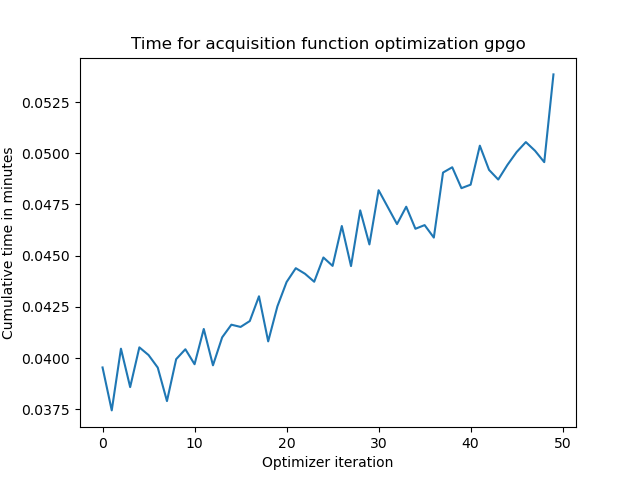 Time for acquisition function optimization gpgo
Cumulative time in minutes
0.0525
0.0500
0.0475
0.0450
0.0425
0.0400
0.0375
0 10 20 30 40 50
Optimizer iteration